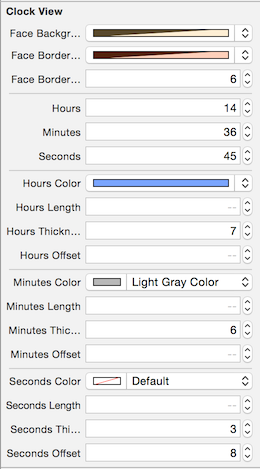 Clock View
Face Backgr...
Face Border...
Face Border... 6
Hours 14
Minutes 36
Seconds 45
Hours Color
Hours Length --
Hours Thickn... 7
Hours Offset --
Minutes Color Light Gray Color
Minutes Length --
Minutes Thic... 6
Minutes Offset --
Seconds Color Default
Seconds Length --
Seconds Thi... 3
Seconds Offset 8